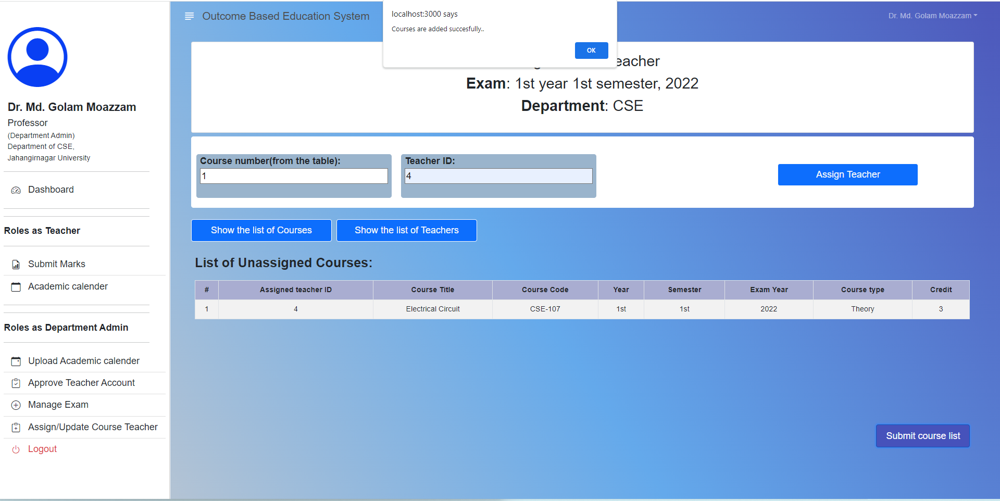 Outcome Based Education System
localhost:3000 says
Courses are added succesfully..
OK
Dr. Md. Golam Moazzam
Dr. Md. Golam Moazzam
Professor
(Department Admin)
Department of CSE,
Jahangirnagar University
Dashboard
Roles as Teacher
Submit Marks
Academic calender
Roles as Department Admin
Upload Academic calender
Approve Teacher Account
Manage Exam
Assign/Update Course Teacher
Logout
Exam: 1st year 1st semester, 2022
Department: CSE
Course number(from the table):
1
Teacher ID:
4
Assign Teacher
Show the list of Courses
Show the list of Teachers
List of Unassigned Courses:
# Assigned teacher ID Course Title Course Code Year Semester Exam Year Course type Credit
1 4 Electrical Circuit CSE-107 1st 1st 2022 Theory 3
Submit course list